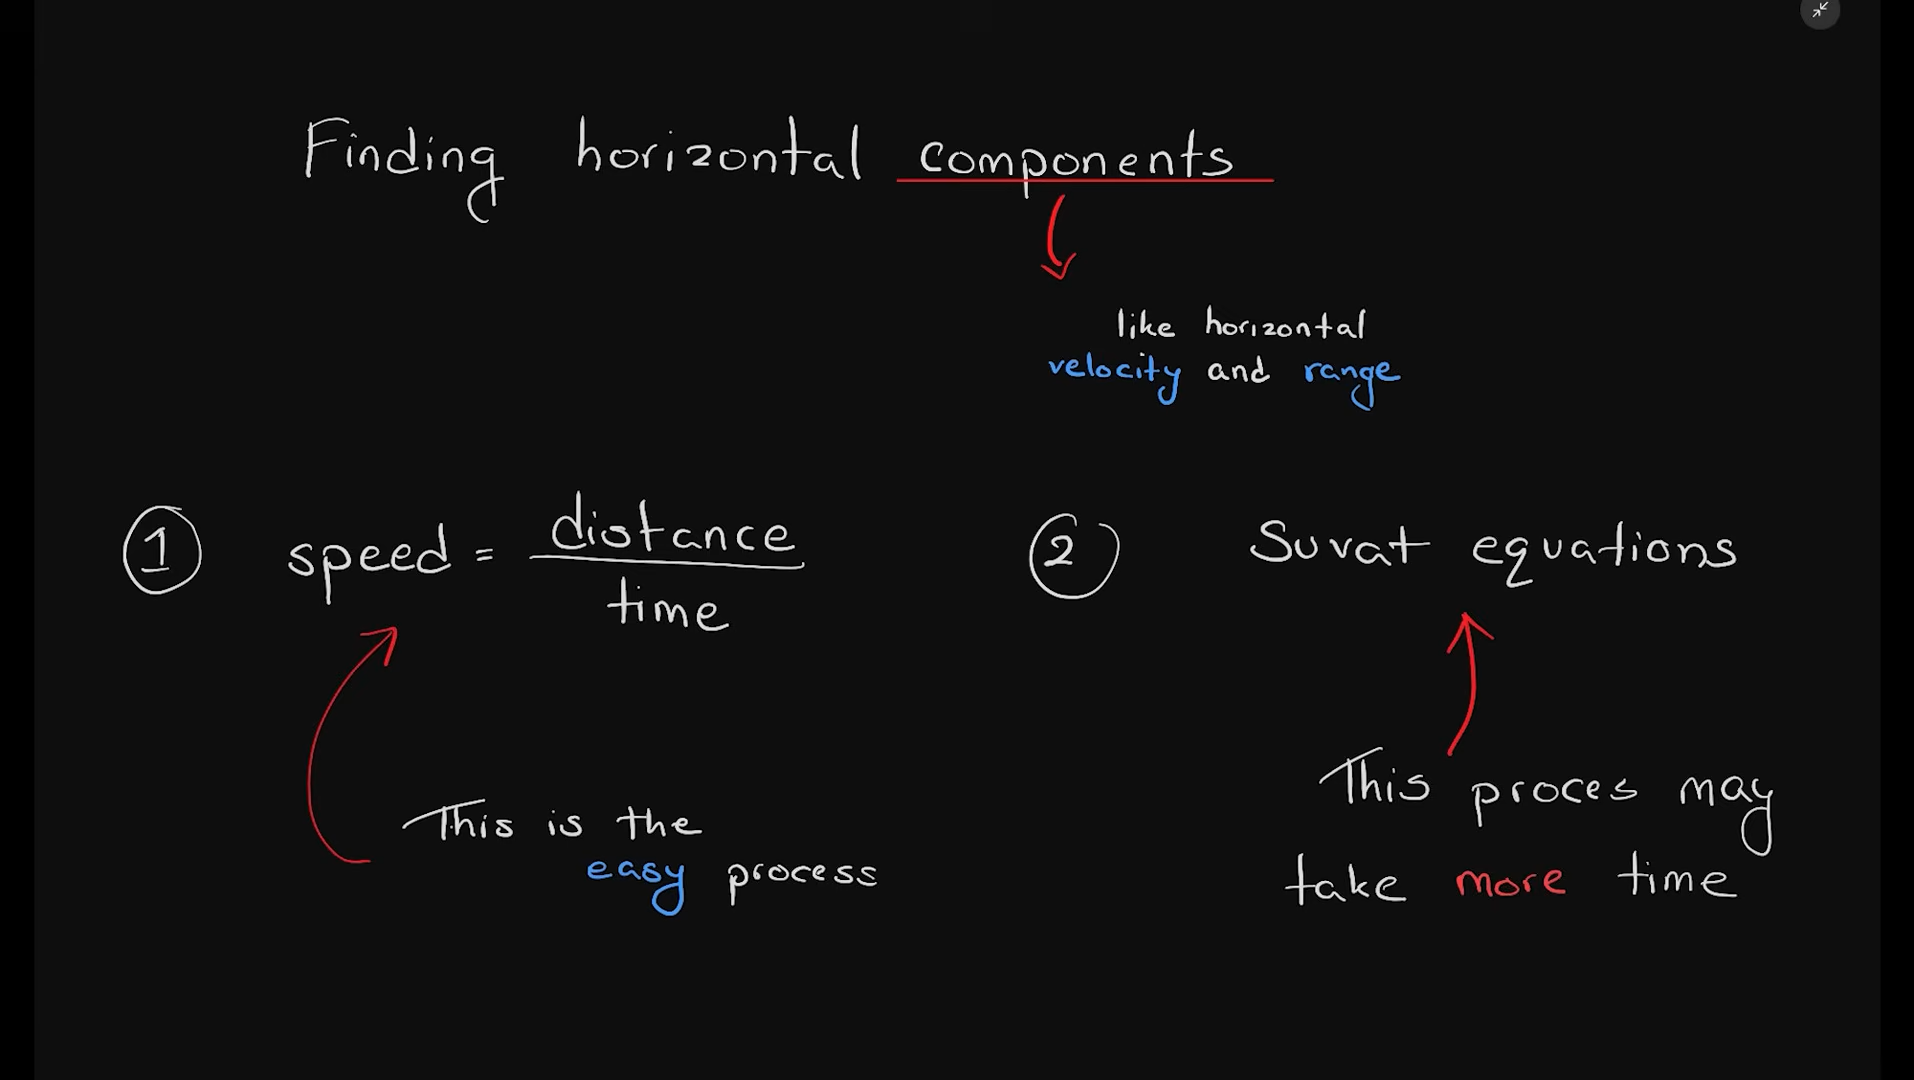 Finding horizontal components
like horizontal
velocity and range
1 speed = distance
time
2 Suvat equations
This is the
easy process
This proces may
take more time